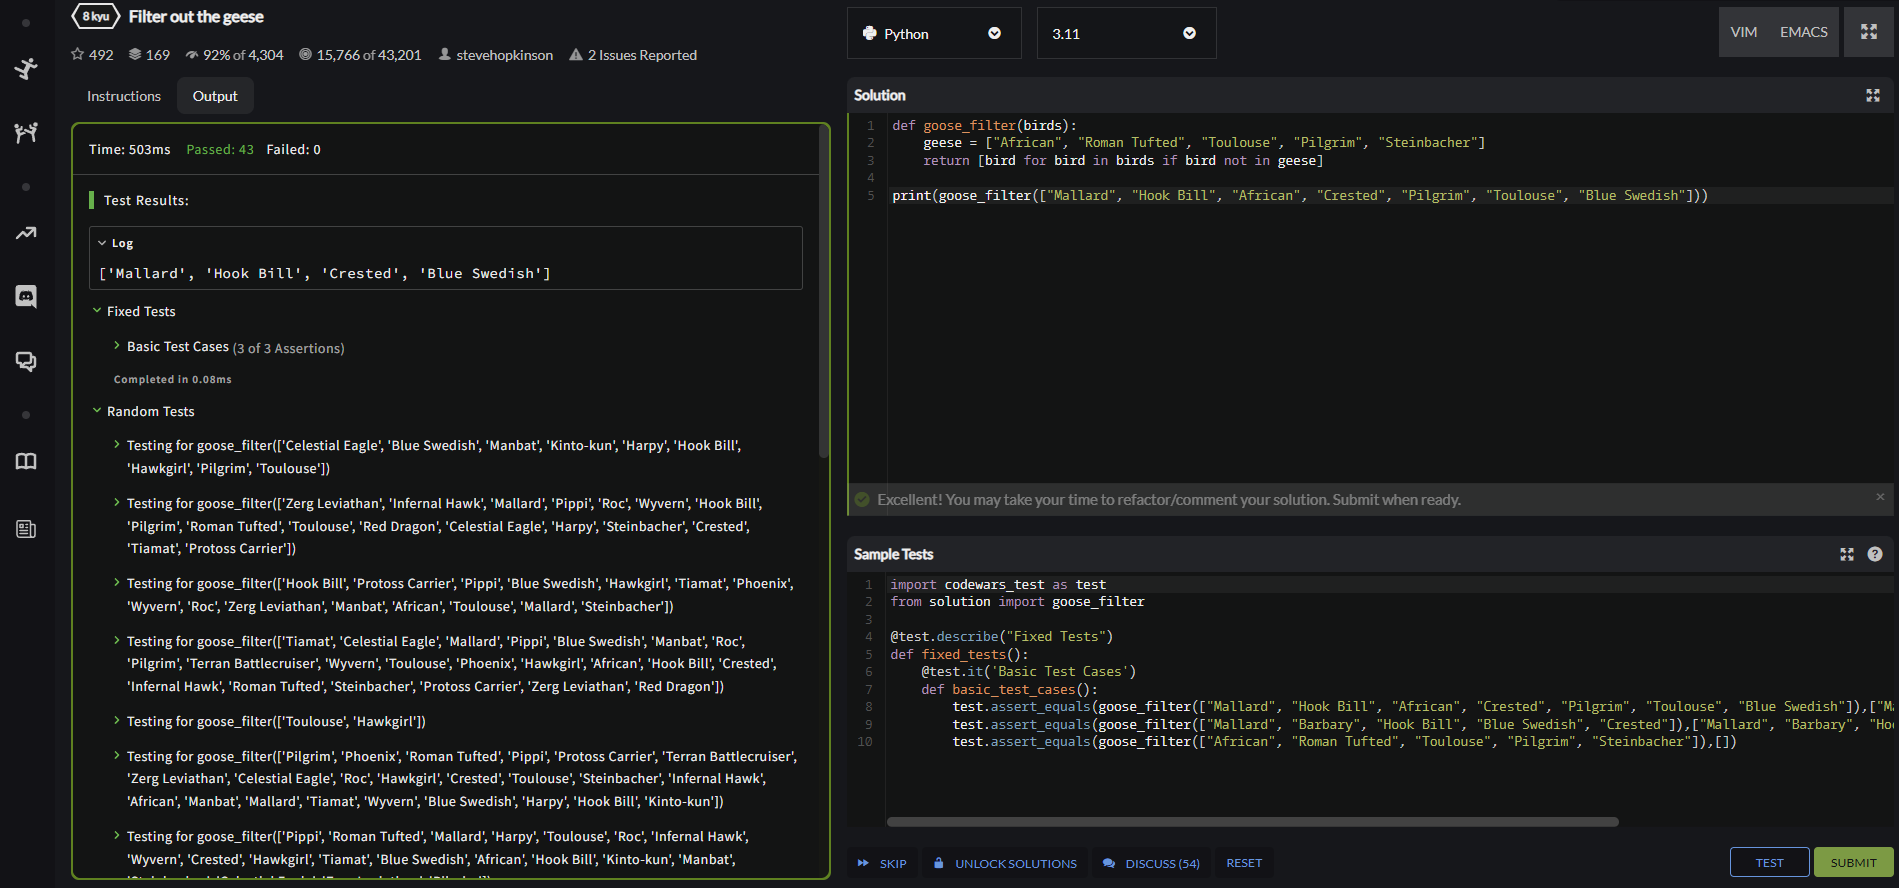 8 kyu Filter out the geese
492 169 92% of 4,304 15,766 of 43,201 stevehopkinson 2 Issues Reported
Instructions Output
Time: 503ms Passed: 43 Failed: 0
Test Results:
Log
['Mallard', 'Hook Bill', 'Crested', 'Blue Swedish']
Fixed Tests
Basic Test Cases (3 of 3 Assertions)
Completed in 0.08ms
Random Tests
Testing for goose_filter(['Celestial Eagle', 'Blue Swedish', 'Manbat', 'Kinto-kun', 'Harpy', 'Hook Bill',
'Hawkgirl', 'Pilgrim', 'Toulouse'])
Testing for goose_filter(['Zerg Leviathan', 'Infernal Hawk', 'Mallard', 'Pippi', 'Roc', 'Wyvern', 'Hook Bill',
'Pilgrim', 'Roman Tufted', 'Toulouse', 'Red Dragon', 'Celestial Eagle', 'Harpy', 'Steinbacher', 'Crested',
'Tiamat', 'Protoss Carrier'])
Testing for goose_filter(['Hook Bill', 'Protoss Carrier', 'Pippi', 'Blue Swedish', 'Hawkgirl', 'Tiamat', 'Phoenix',
'Wyvern', 'Roc', 'Zerg Leviathan', 'Manbat', 'African', 'Toulouse', 'Mallard', 'Steinbacher'])
Testing for goose_filter(['Tiamat', 'Celestial Eagle', 'Mallard', 'Pippi', 'Blue Swedish', 'Manbat', 'Roc',
'Pilgrim', 'Terran Battlecruiser', 'Wyvern', 'Toulouse', 'Phoenix', 'Hawkgirl', 'African', 'Hook Bill', 'Crested',
'Infernal Hawk', 'Roman Tufted', 'Steinbacher', 'Protoss Carrier', 'Zerg Leviathan', 'Red Dragon'])
Testing for goose_filter(['Toulouse', 'Hawkgirl'])
Testing for goose_filter(['Pilgrim', 'Phoenix', 'Roman Tufted', 'Pippi', 'Protoss Carrier', 'Terran Battlecruiser',
'Zerg Leviathan', 'Celestial Eagle', 'Roc', 'Hawkgirl', 'Crested', 'Toulouse', 'Steinbacher', 'Infernal Hawk',
'African', 'Manbat', 'Mallard', 'Tiamat', 'Wyvern', 'Blue Swedish', 'Harpy', 'Hook Bill', 'Kinto-kun'])
Testing for goose_filter(['Pippi', 'Roman Tufted', 'Mallard', 'Harpy', 'Toulouse', 'Roc', 'Infernal Hawk',
'Wyvern', 'Crested', 'Hawkgirl', 'Tiamat', 'Blue Swedish', 'African', 'Hook Bill', 'Kinto-kun', 'Manbat',
Python 3.11 VIM EMACS
Solution
1 def goose_filter(birds):
2 geese = ["African", "Roman Tufted", "Toulouse", "Pilgrim", "Steinbacher"]
3 return [bird for bird in birds if bird not in geese]
4
5 print(goose_filter(["Mallard", "Hook Bill", "African", "Crested", "Pilgrim", "Toulouse", "Blue Swedish"]))
Excellent! You may take your time to refactor/comment your solution. Submit when ready. ×
Sample Tests ?
1 import codewars_test as test
2 from solution import goose_filter
3
4 @test.describe("Fixed Tests")
5 def fixed_tests():
6 @test.it('Basic Test Cases')
7 def basic_test_cases():
8 test.assert_equals(goose_filter(["Mallard", "Hook Bill", "African", "Crested", "Pilgrim", "Toulouse", "Blue Swedish"]),["Ma
9 test.assert_equals(goose_filter(["Mallard", "Barbary", "Hook Bill", "Blue Swedish", "Crested"]),["Mallard", "Barbary", "Hoo
10 test.assert_equals(goose_filter(["African", "Roman Tufted", "Toulouse", "Pilgrim", "Steinbacher"]),[])
SKIP UNLOCK SOLUTIONS DISCUSS (54) RESET TEST SUBMIT